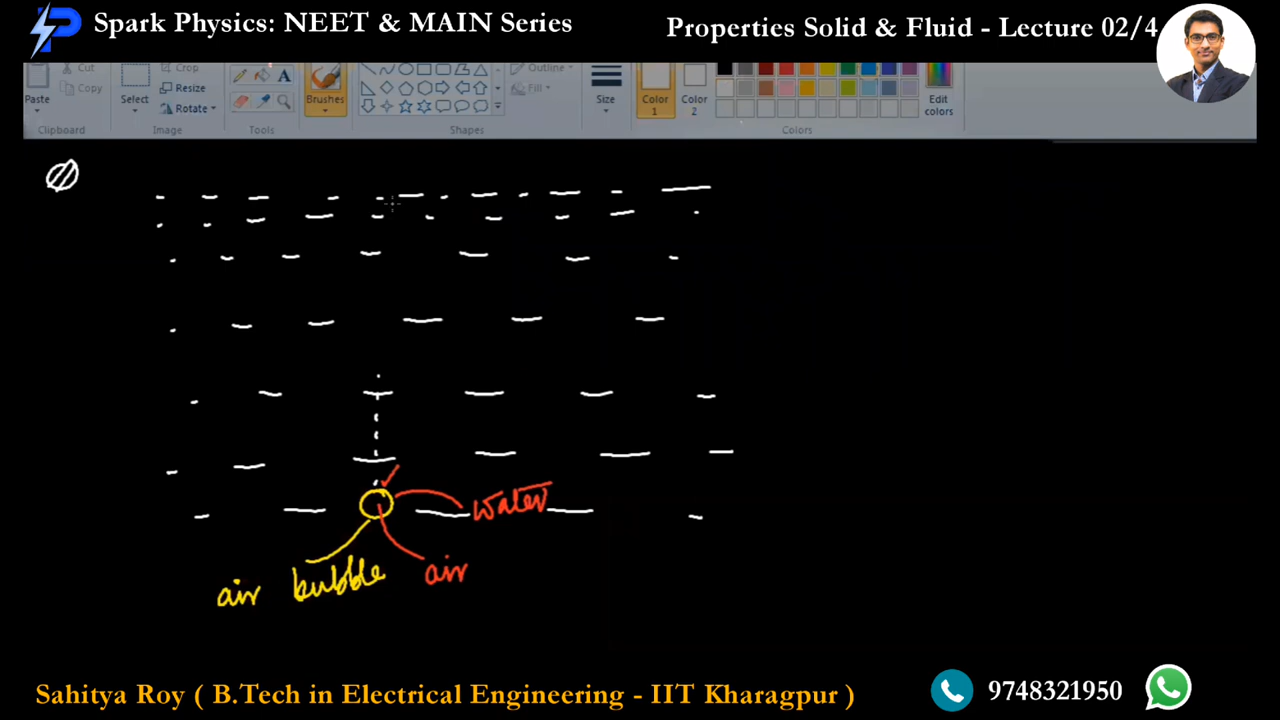 Spark Physics: NEET & MAIN Series
Properties Solid & Fluid - Lecture 02/4
Cut
Crop
Outline
Copy
Resize
Fill
Paste
Select
Rotate
Brushes
Size
Color
1
Color
2
Edit
colors
Clipboard
Image
Tools
Shapes
Colors
water
air bubble
air
Sahitya Roy ( B.Tech in Electrical Engineering - IIT Kharagpur )
9748321950